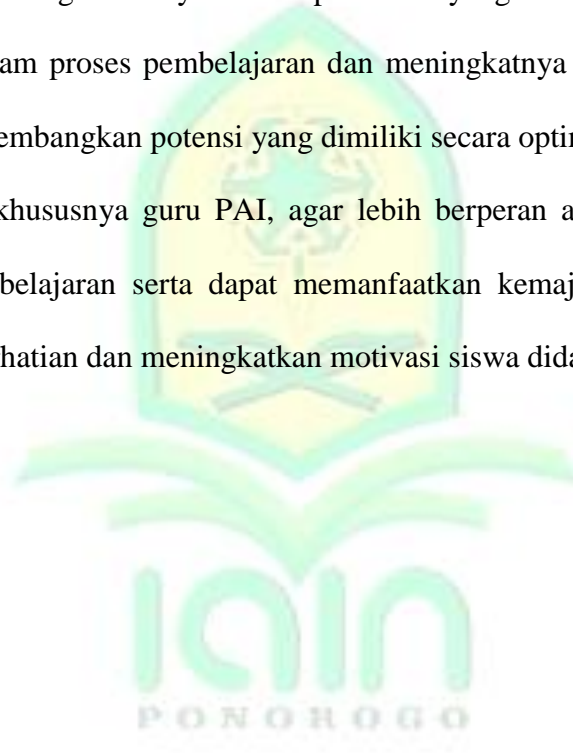 am proses pembelajaran dan meningkatnya
embangkan potensi yang dimiliki secara optim
khususnya guru PAI, agar lebih berperan a
belajaran serta dapat memanfaatkan kemaj
hatian dan meningkatkan motivasi siswa dida
iain
PONOROGO